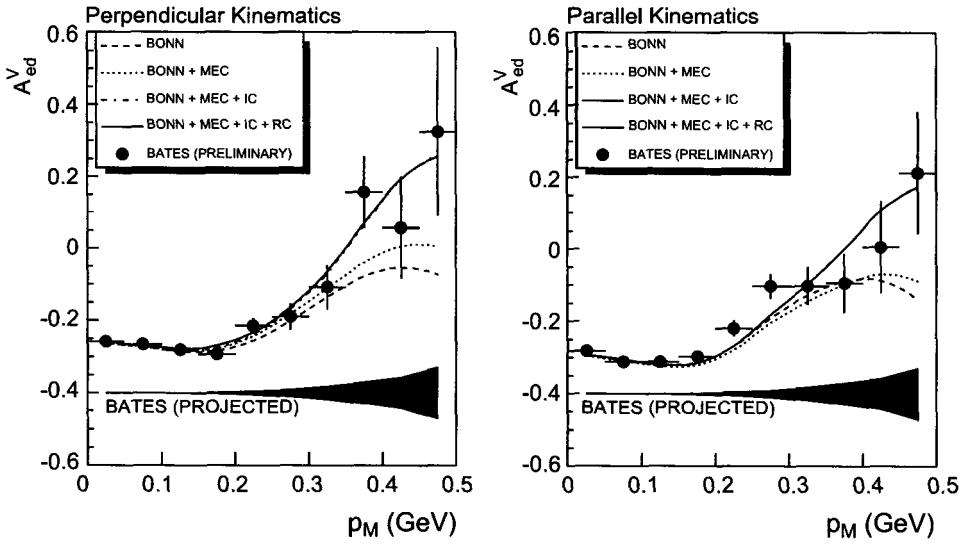 Perpendicular Kinematics
A^V_ed
0.6
0.4
0.2
0
-0.2
-0.4
-0.6
BONN
BONN + MEC
BONN + MEC + IC
BONN + MEC + IC + RC
BATES (PRELIMINARY)
BATES (PROJECTED)
0 0.1 0.2 0.3 0.4 0.5
p_M (GeV)
Parallel Kinematics
A^V_ed
0.6
0.4
0.2
0
-0.2
-0.4
-0.6
BONN
BONN + MEC
BONN + MEC + IC
BONN + MEC + IC + RC
BATES (PRELIMINARY)
BATES (PROJECTED)
0 0.1 0.2 0.3 0.4 0.5
p_M (GeV)